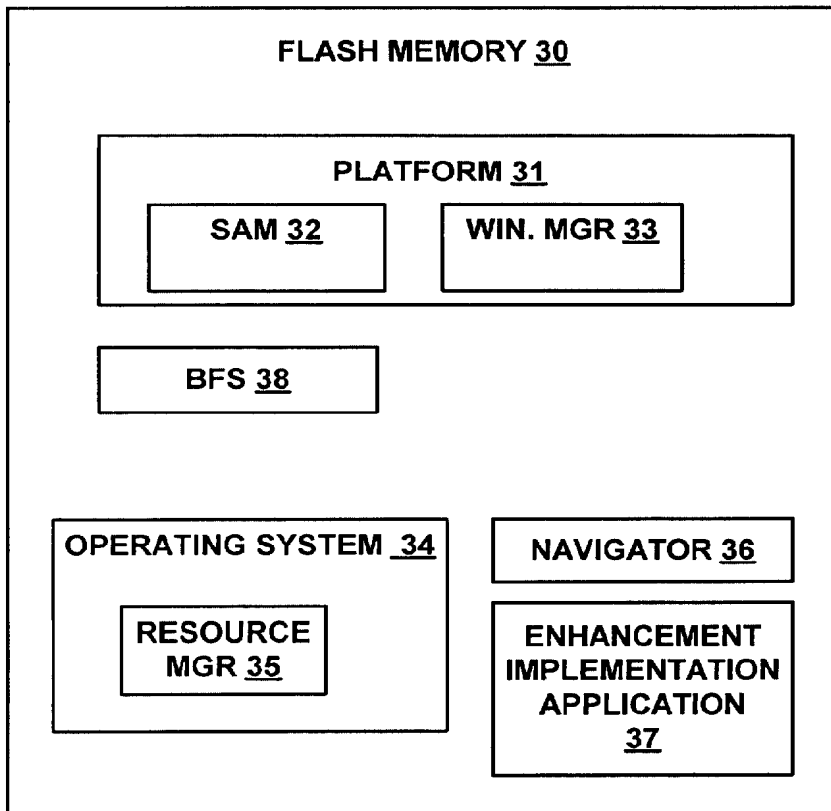 FLASH MEMORY 30
PLATFORM 31
SAM 32
WIN. MGR 33
BFS 38
OPERATING SYSTEM 34
RESOURCE
MGR 35
NAVIGATOR 36
ENHANCEMENT
IMPLEMENTATION
APPLICATION
37